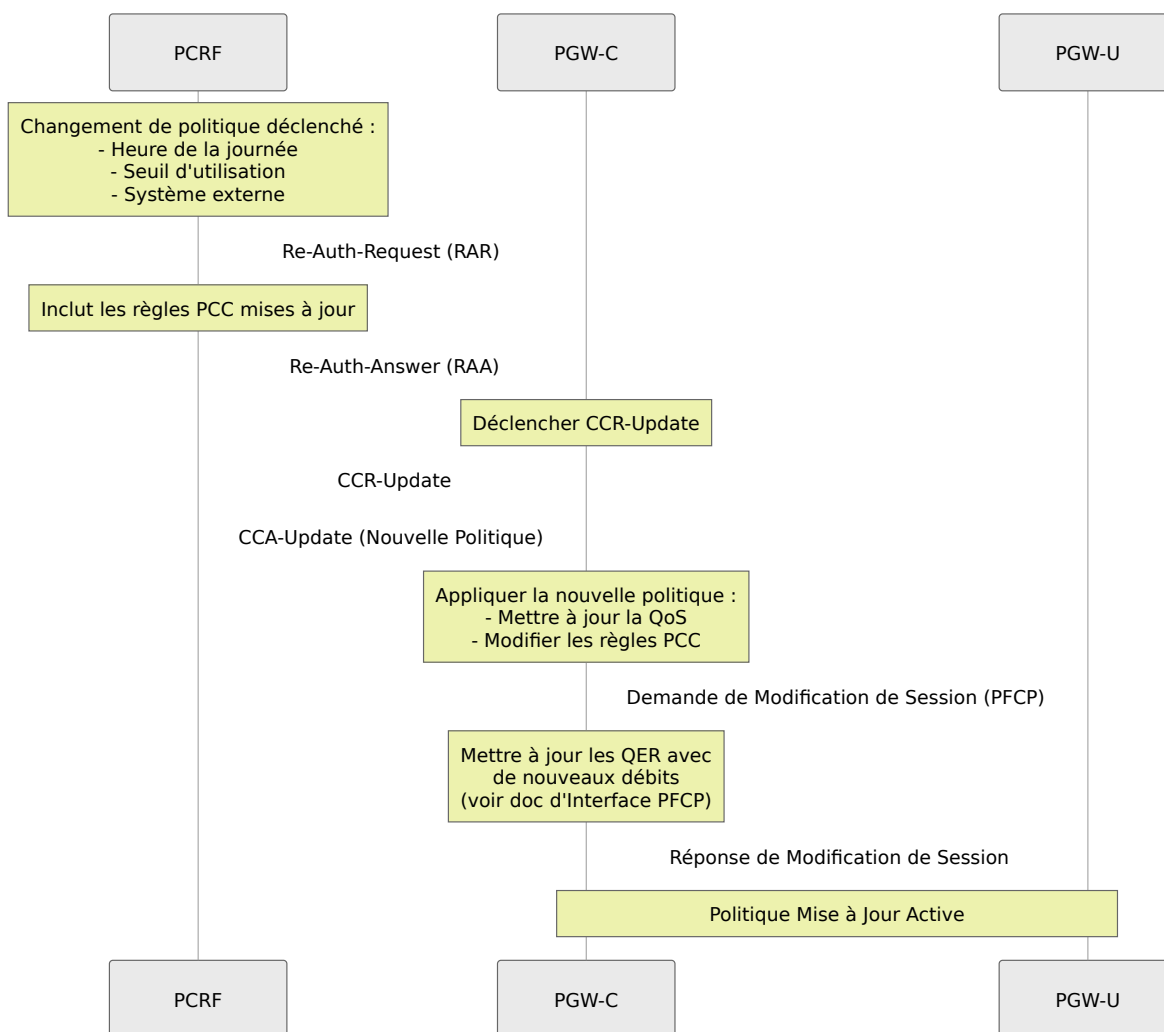 PCRF
PGW-C
PGW-U
Changement de politique déclenché :
- Heure de la journée
- Seuil d'utilisation
- Système externe
Re-Auth-Request (RAR)
Inclut les règles PCC mises à jour
Re-Auth-Answer (RAA)
Déclencher CCR-Update
CCR-Update
CCA-Update (Nouvelle Politique)
Appliquer la nouvelle politique :
- Mettre à jour la QoS
- Modifier les règles PCC
Demande de Modification de Session (PFCP)
Mettre à jour les QER avec
de nouveaux débits
(voir doc d'Interface PFCP)
Réponse de Modification de Session
Politique Mise à Jour Active
PCRF
PGW-C
PGW-U